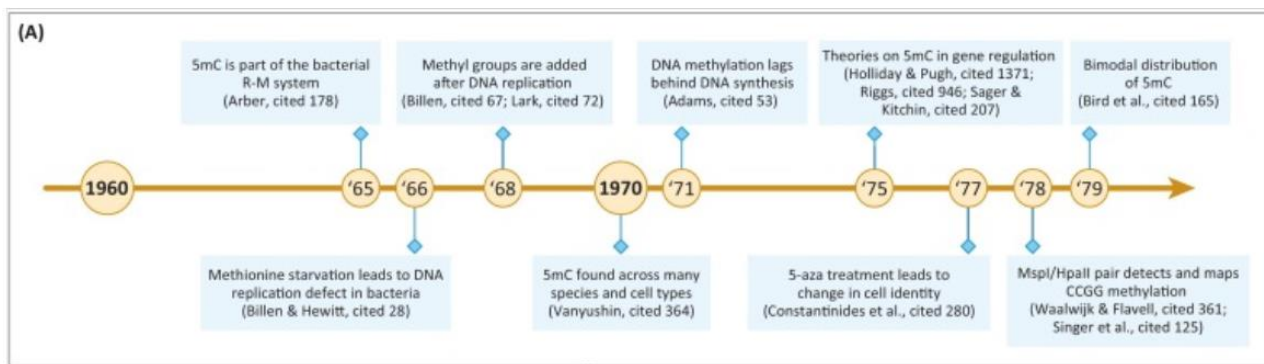 (A)
5mC is part of the bacterial
R-M system
(Arber, cited 178)
Methyl groups are added
after DNA replication
(Billen, cited 67; Lark, cited 72)
DNA methylation lags
behind DNA synthesis
(Adams, cited 53)
Theories on 5mC in gene regulation
(Holliday & Pugh, cited 1371;
Riggs, cited 946; Sager &
Kitchin, cited 207)
Bimodal distribution
of 5mC
(Bird et al., cited 165)
1960
‘65
‘66
‘68
1970
‘71
‘75
‘77
‘78
‘79
Methionine starvation leads to DNA
replication defect in bacteria
(Billen & Hewitt, cited 28)
5mC found across many
species and cell types
(Vanyushin, cited 364)
5-aza treatment leads to
change in cell identity
(Constantinides et al., cited 280)
MspI/HpaII pair detects and maps
CCGG methylation
(Waalwijk & Flavell, cited 361;
Singer et al., cited 125)